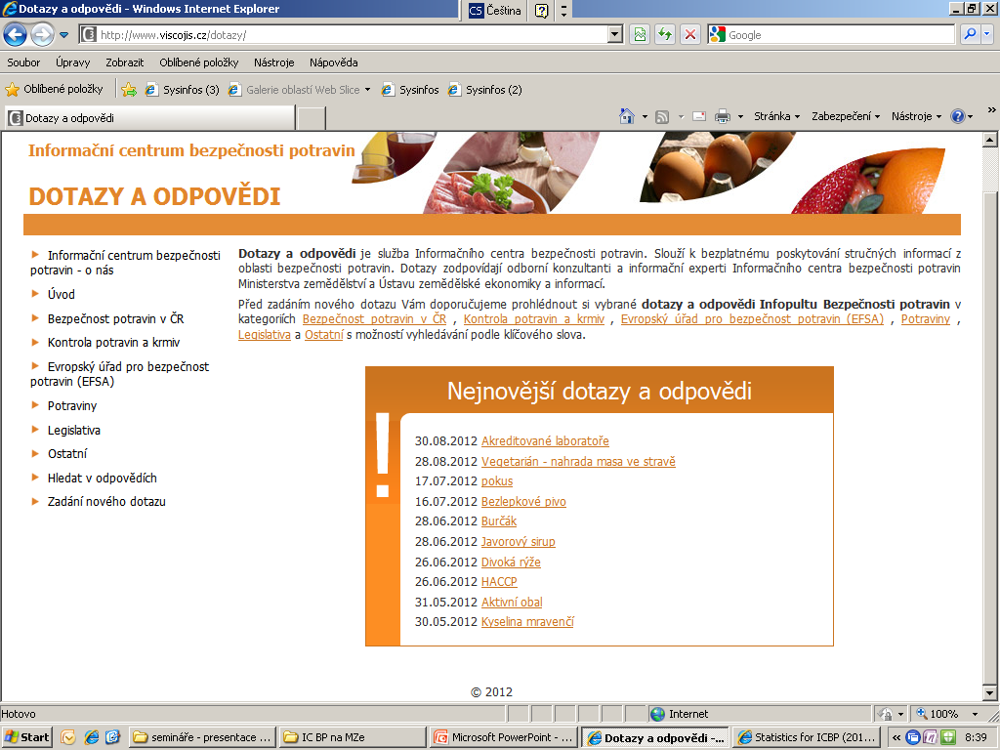 Dotazy a odpovědi - Windows Internet Explorer
CS Čeština
http://www.viscojis.cz/dotazy/
Google
Soubor Úpravy Zobrazit Oblíbené položky Nástroje Nápověda
Oblíbené položky Sysinfos (3) Galerie oblastí Web Slice Sysinfos Sysinfos (2)
Dotazy a odpovědi
Stránka Zabezpečení Nástroje »
Informační centrum bezpečnosti potravin
DOTAZY A ODPOVĚDI
Informační centrum bezpečnosti
potravin - o nás
Úvod
Bezpečnost potravin v ČR
Kontrola potravin a krmiv
Evropský úřad pro bezpečnost
potravin (EFSA)
Potraviny
Legislativa
Ostatní
Hledat v odpovědích
Zadání nového dotazu
Dotazy a odpovědi je služba Informačního centra bezpečnosti potravin. Slouží k bezplatnému poskytování stručných informací z
oblasti bezpečnosti potravin. Dotazy zodpovídají odborní konzultanti a informační experti Informačního centra bezpečnosti potravin
Ministerstva zemědělství a Ústavu zemědělské ekonomiky a informací.
Před zadáním nového dotazu Vám doporučujeme prohlédnout si vybrané dotazy a odpovědi Infopultu Bezpečnosti potravin v
kategoriích Bezpečnost potravin v ČR , Kontrola potravin a krmiv , Evropský úřad pro bezpečnost potravin (EFSA) , Potraviny ,
Legislativa a Ostatní s možností vyhledávání podle klíčového slova.
Nejnovější dotazy a odpovědi
!
30.08.2012 Akreditované laboratoře
28.08.2012 Vegetarián - nahrada masa ve stravě
17.07.2012 pokus
16.07.2012 Bezlepkové pivo
28.06.2012 Burčák
28.06.2012 Javorový sirup
26.06.2012 Divoká rýže
26.06.2012 HACCP
31.05.2012 Aktivní obal
30.05.2012 Kyselina mravenčí
© 2012
Hotovo
Internet
100%
Start
semináře - presentace ...
IC BP na MZe
Microsoft PowerPoint - ...
Dotazy a odpovědi -...
Statistics for ICBP (201...
« 8:39